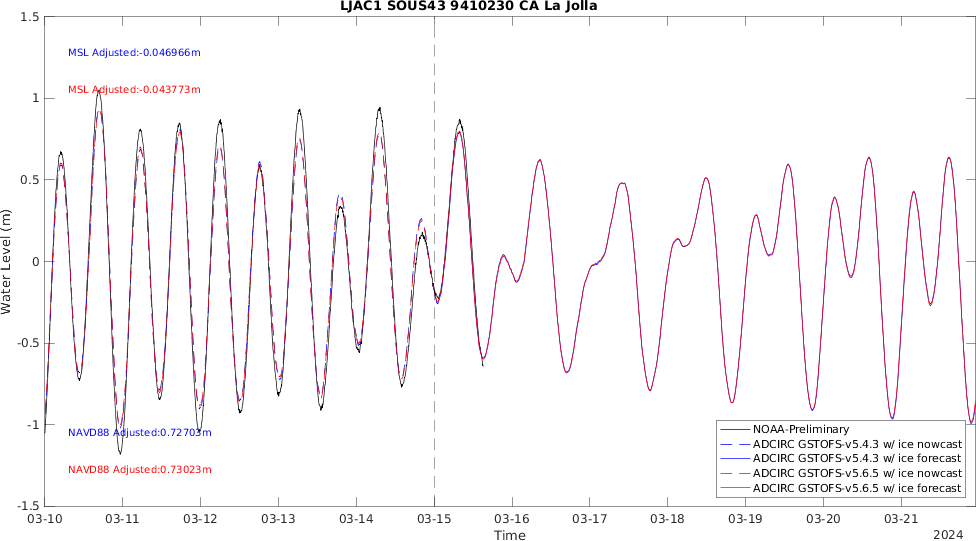 LJAC1 SOUS43 9410230 CA La Jolla
1.5
1
0.5
0
-0.5
-1
-1.5
Water Level (m)
MSL Adjusted:-0.046966m
MSL Adjusted:-0.043773m
NAVD88 Adjusted:0.72703m
NAVD88 Adjusted:0.73023m
NOAA-Preliminary
ADCIRC GSTOFS-v5.4.3 w/ ice nowcast
ADCIRC GSTOFS-v5.4.3 w/ ice forecast
ADCIRC GSTOFS-v5.6.5 w/ ice nowcast
ADCIRC GSTOFS-v5.6.5 w/ ice forecast
03-10 03-11 03-12 03-13 03-14 03-15 03-16 03-17 03-18 03-19 03-20 03-21
Time
2024